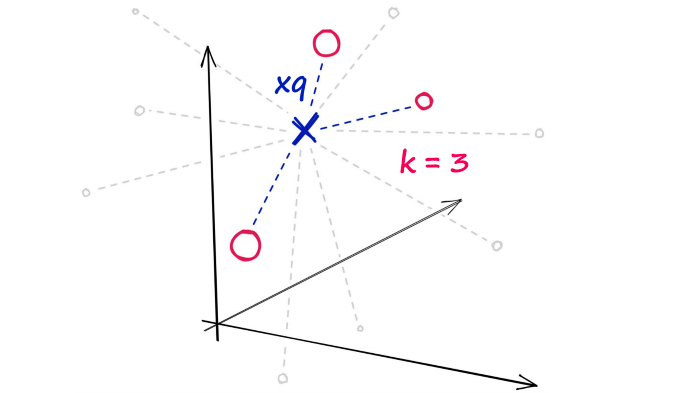 xq
k = 3